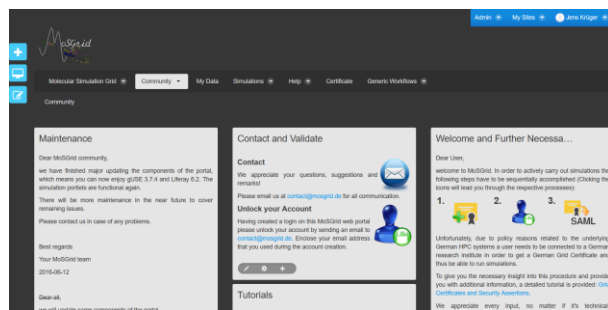 Admin My Sites Jens Krüger
MoSGrid
Molecular Simulation Grid Community My Data Simulations Help Certificate Generic Workflows
Community
Maintenance
Dear MoSGrid community,
we have finished major updating the components of the portal,
which means you can now enjoy gUSE 3.7.4 and Liferay 6.2. The
simulation portlets are functional again.
There will be more maintenance in the near future to cover
remaining issues.
Please contact us in case of any problems.
Best regards
Your MoSGrid team
2016-08-12
Dear all,
we will update some components of the portal
Contact and Validate
Contact
We appreciate your questions, suggestions and
remarks!
Please email us at contact@mosgrid.de for all communication.
Unlock your Account
Having created a login on this MoSGrid web portal
please unlock your account by sending an email to
contact@mosgrid.de. Enclose your email address
that you used during the account creation.
Tutorials
Welcome and Further Necessa...
Dear User,
welcome to MoSGrid. In order to actively carry out simulations the
following steps have to be sequentially accomplished (Clicking the
icons will lead you through the respective processes):
1. 2. 3.
SAML
Unfortunately, due to policy reasons related to the underlying
German HPC systems a user needs to be connected to a German
research institute in order to get a German Grid Certificate and
thus be able to run simulations.
To give you the necessary insight into this procedure and provide
you with additional information, a detailed tutorial is provided: Grid
Certificates and Security Assertions.
We appreciate every input, no matter if it's technical